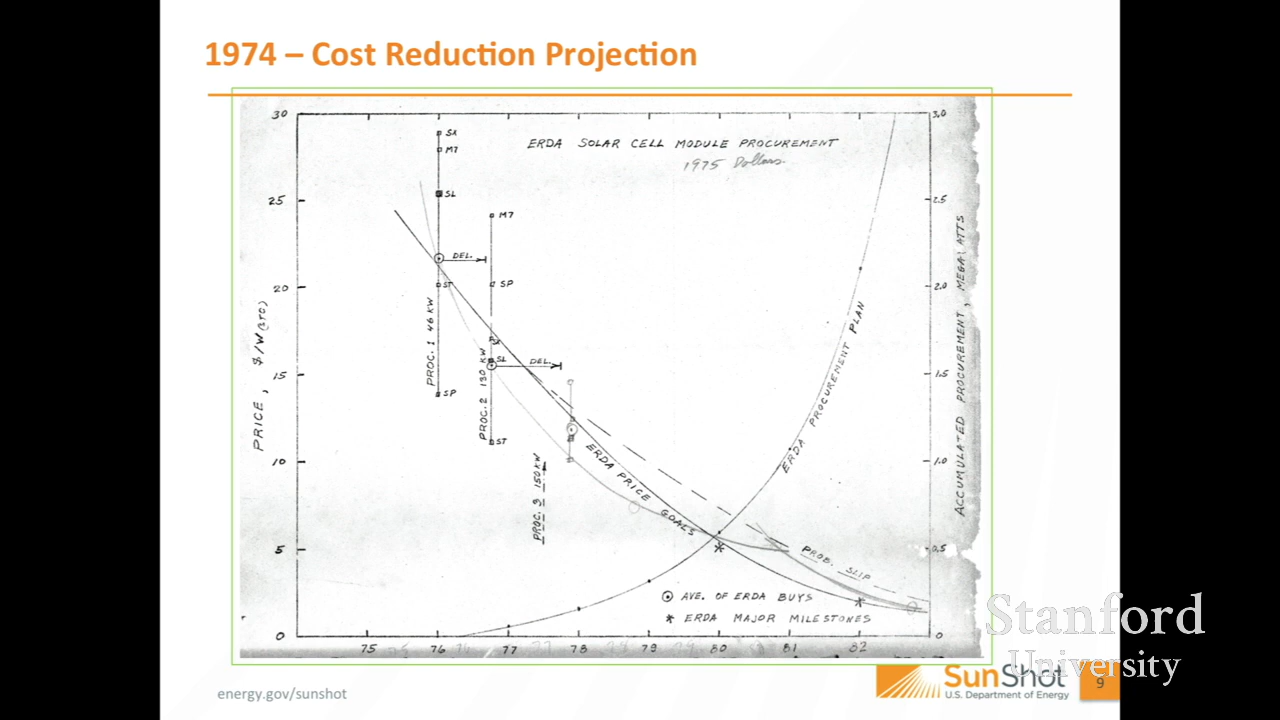 1974 – Cost Reduction Projection
ERDA SOLAR CELL MODULE PROCUREMENT
1975 Dollars
30
25
20
15
10
5
0
PRICE, $/W
3.0
2.5
2.0
1.5
1.0
0.5
0
ACCUMULATED PROCUREMENT, MEGAWATTS
SX
M7
SL
DEL.
ST
SP
PROC. 1 46 KW
M7
SP
SL
DEL.
ST
PROC. 2 130 KW
PROC. 3 150 KW
ERDA PRICE GOALS
ERDA PROCUREMENT PLAN
PROB. SLIP
AVE. OF ERDA BUYS
ERDA MAJOR MILESTONES
75 76 77 78 79 80 81 82
Stanford
University
energy.gov/sunshot
SunShot
U.S. Department of Energy
9